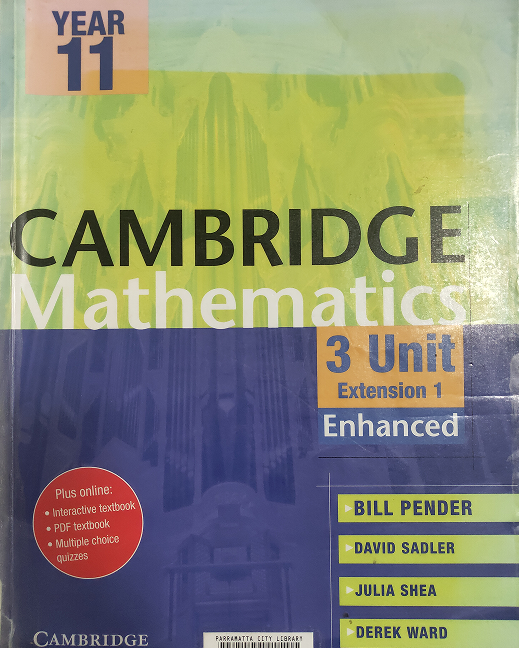 YEAR
11
CAMBRIDGE
Mathematics
3 Unit
Extension 1
Enhanced
Plus online:
• Interactive textbook
• PDF textbook
• Multiple choice
quizzes
BILL PENDER
DAVID SADLER
JULIA SHEA
DEREK WARD
CAMBRIDGE
PARRAMATTA CITY LIBRARY